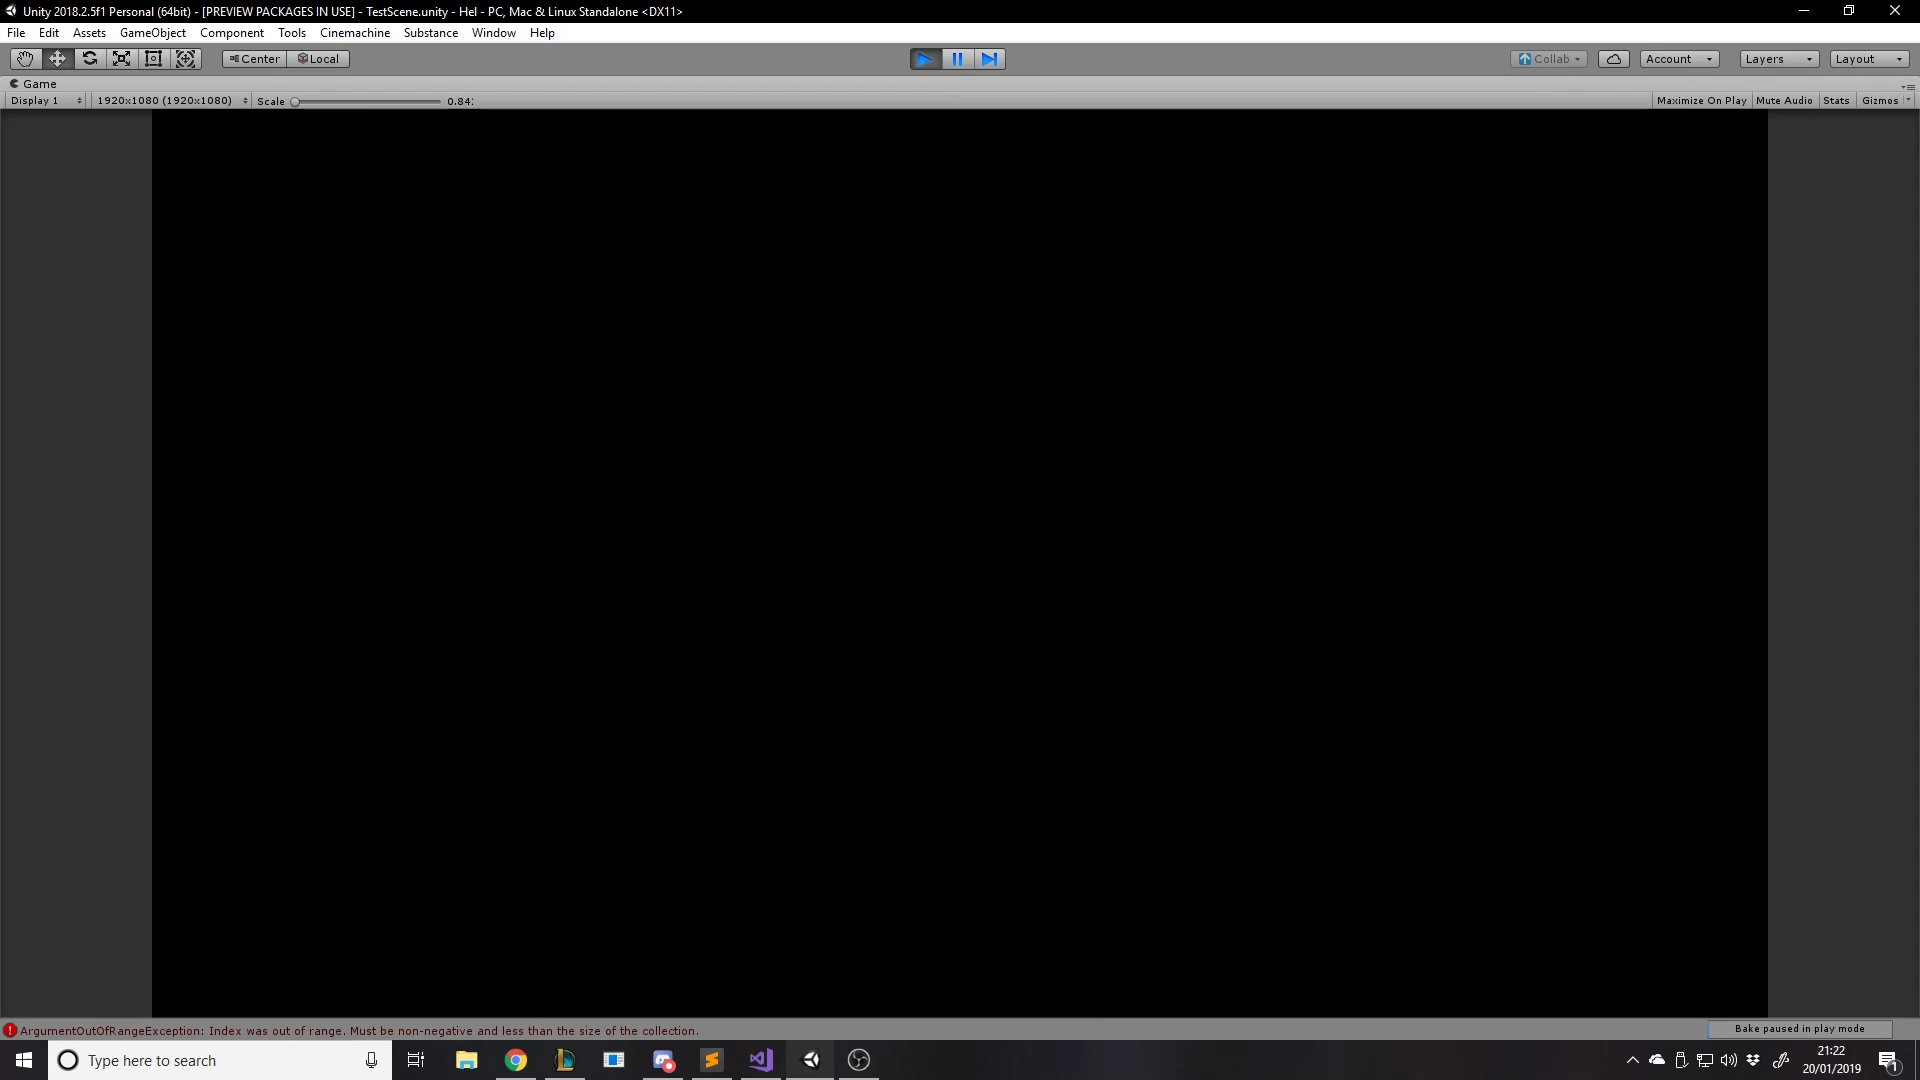 Unity 2018.2.5f1 Personal (64bit) - [PREVIEW PACKAGES IN USE] - TestScene.unity - Hel - PC, Mac & Linux Standalone <DX11>
File Edit Assets GameObject Component Tools Cinemachine Substance Window Help
Center Local Collab Account Layers Layout
Game
Display 1 1920x1080 (1920x1080) Scale 0.84 Maximize On Play Mute Audio Stats Gizmos
ArgumentOutOfRangeException: Index was out of range. Must be non-negative and less than the size of the collection.
Bake paused in play mode
Type here to search
21:22
20/01/2019
1